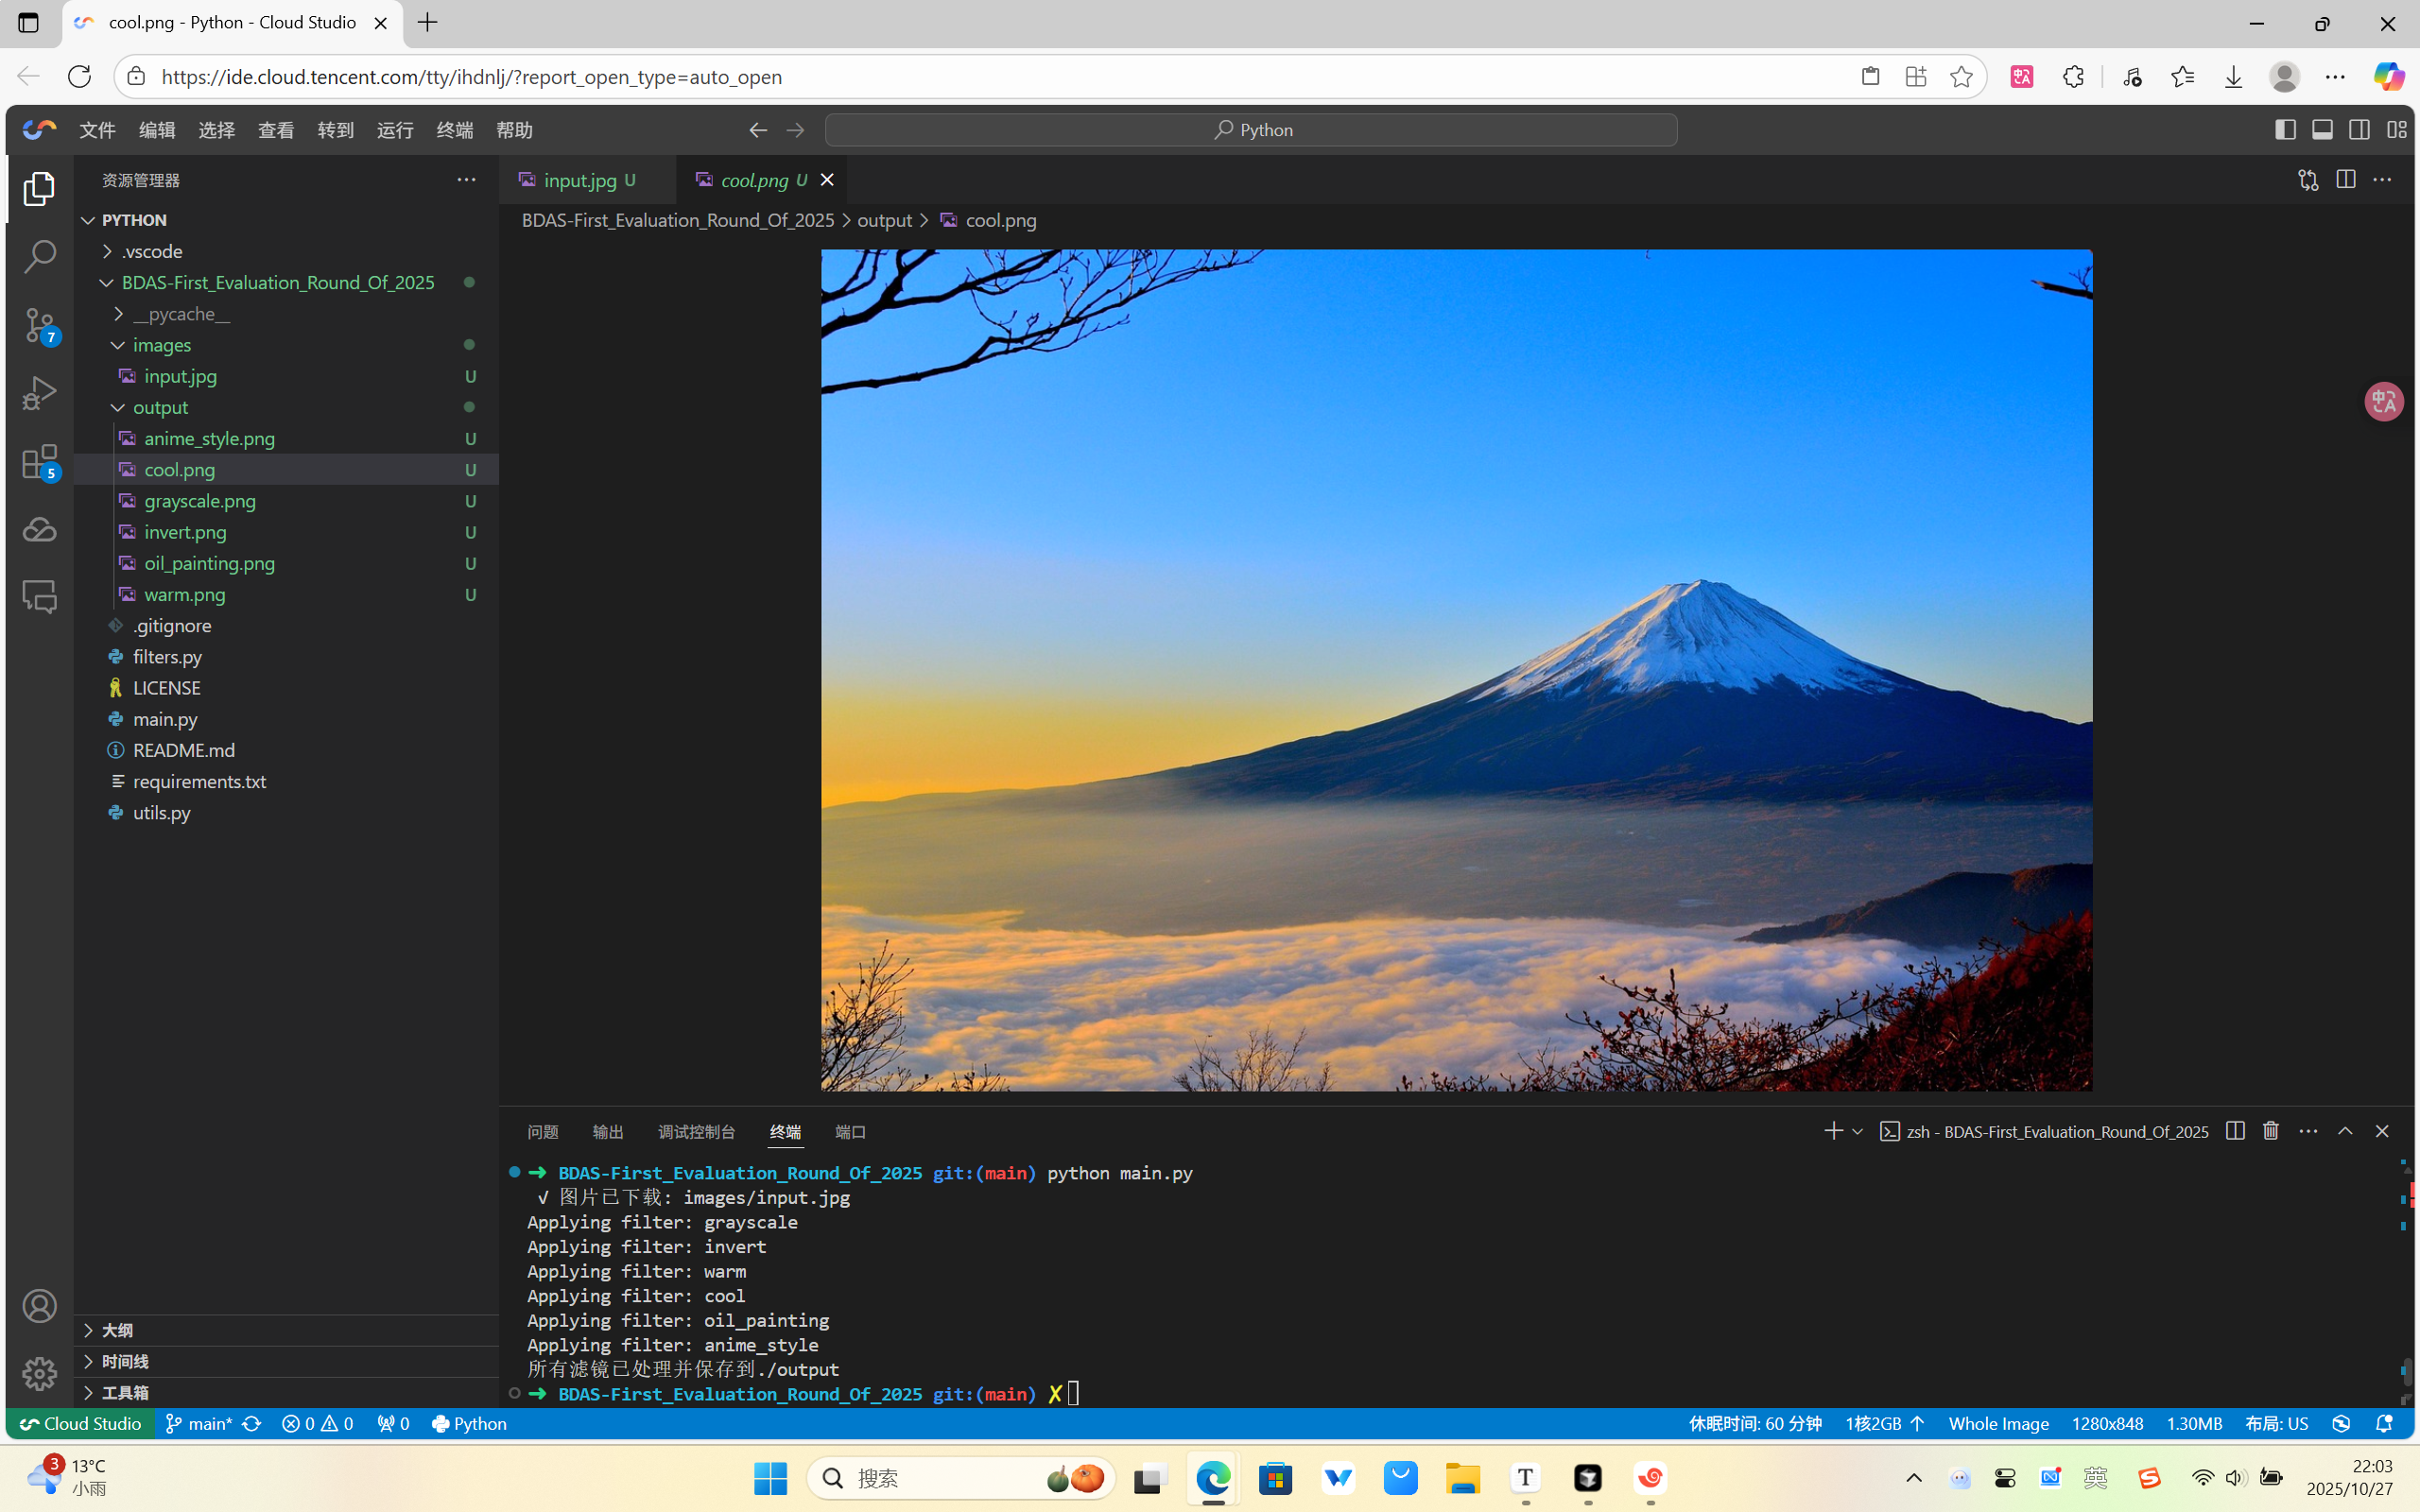 cool.png - Python - Cloud Studio
https://ide.cloud.tencent.com/tty/ihdnlj/?report_open_type=auto_open
文件 编辑 选择 查看 转到 运行 终端 帮助
Python
资源管理器
input.jpg U
cool.png U
BDAS-First_Evaluation_Round_Of_2025 > output > cool.png
PYTHON
.vscode
BDAS-First_Evaluation_Round_Of_2025
__pycache__
images
input.jpg U
output
anime_style.png U
cool.png U
grayscale.png U
invert.png U
oil_painting.png U
warm.png U
.gitignore
filters.py
LICENSE
main.py
README.md
requirements.txt
utils.py
7
5
大纲
时间线
工具箱
问题 输出 调试控制台 终端 端口
zsh - BDAS-First_Evaluation_Round_Of_2025
➜ BDAS-First_Evaluation_Round_Of_2025 git:(main) python main.py
√ 图片已下载: images/input.jpg
Applying filter: grayscale
Applying filter: invert
Applying filter: warm
Applying filter: cool
Applying filter: oil_painting
Applying filter: anime_style
所有滤镜已处理并保存到./output
➜ BDAS-First_Evaluation_Round_Of_2025 git:(main) ✗
Cloud Studio main* 0 0 0 Python
休眠时间: 60 分钟 1核2GB ↑ Whole Image 1280x848 1.30MB 布局: US
3
13°C
小雨
搜索
英
22:03
2025/10/27